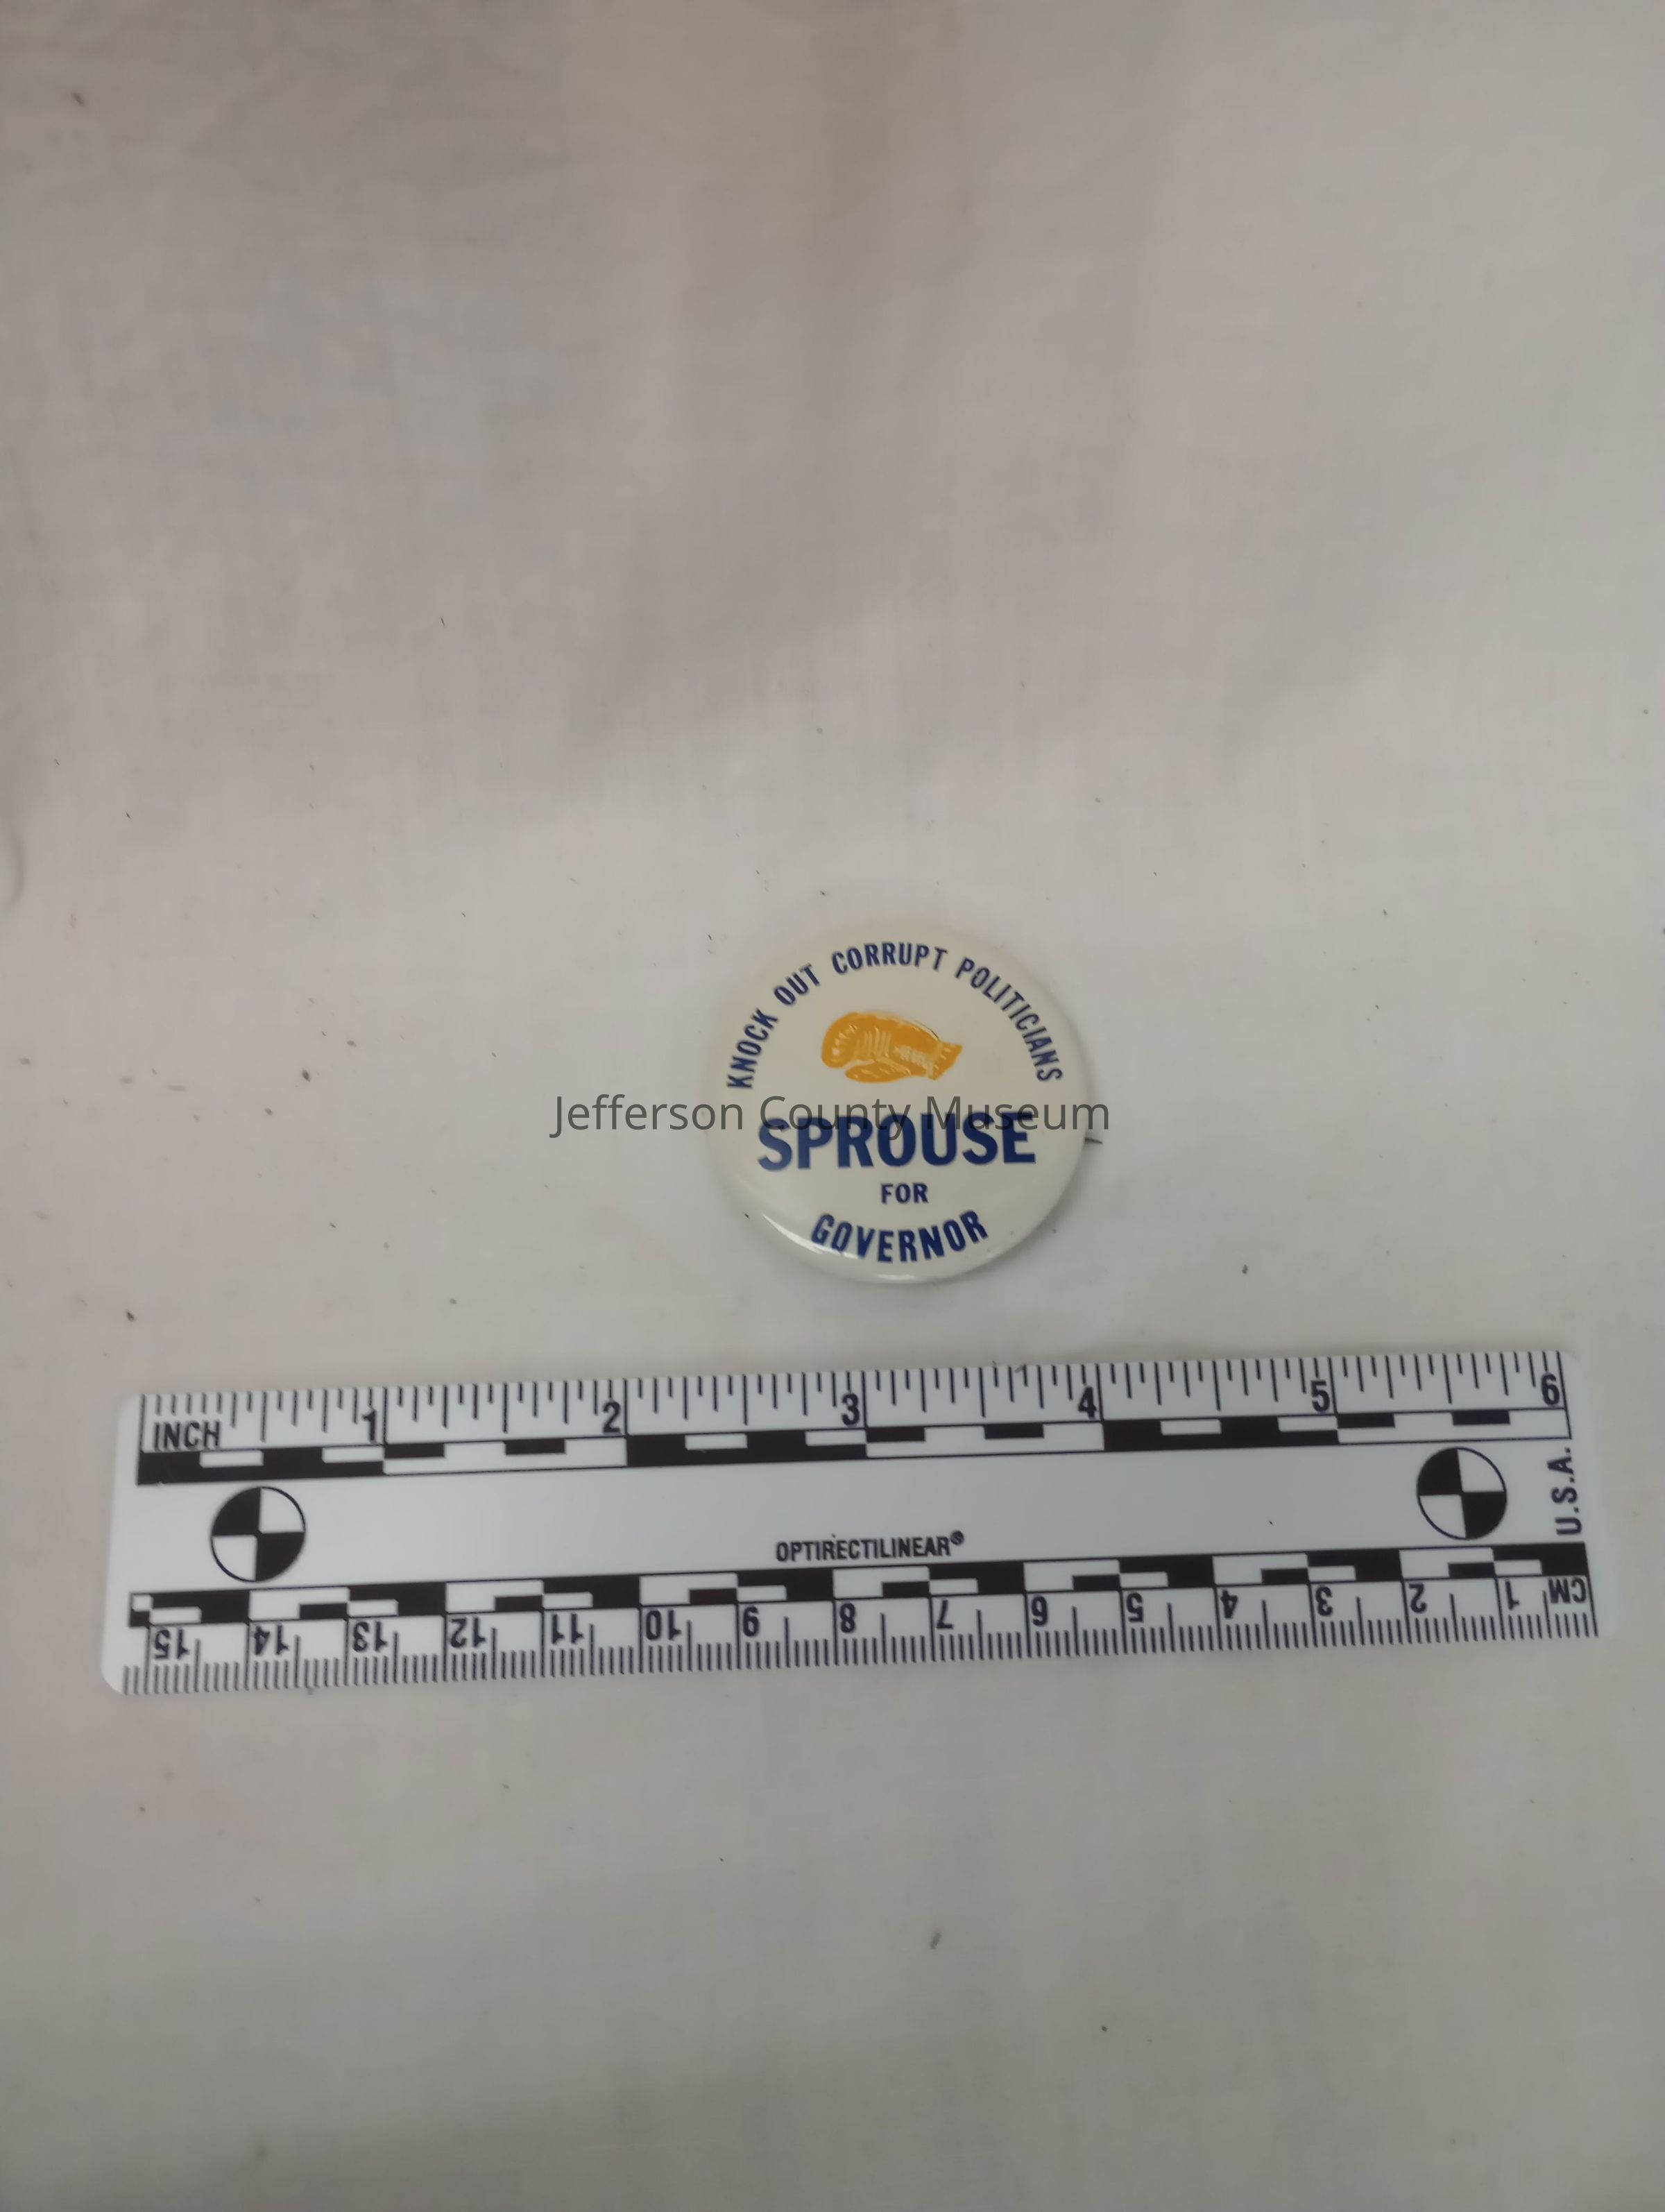 KNOCK OUT CORRUPT POLITICIANS
Jefferson County Museum
SPROUSE
FOR
GOVERNOR
INCH 1 2 3 4 5 6
U.S.A.
OPTIRECTILINEAR®
15 14 13 12 11 10 9 8 7 6 5 4 3 2 1 CM